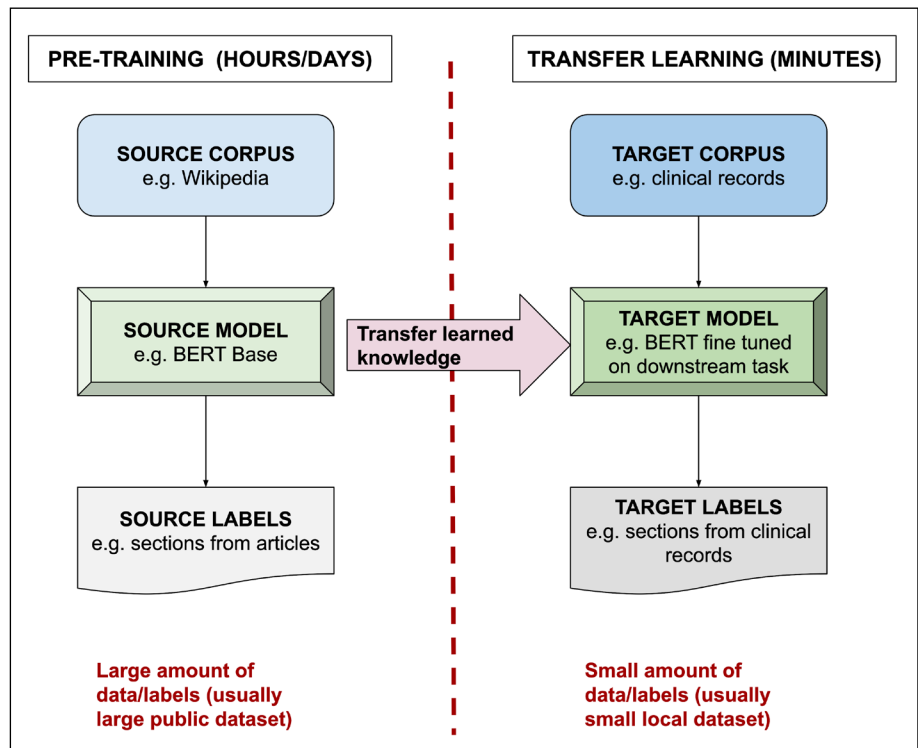 PRE-TRAINING (HOURS/DAYS)
SOURCE CORPUS
e.g. Wikipedia
SOURCE MODEL
e.g. BERT Base
SOURCE LABELS
e.g. sections from articles
Large amount of
data/labels (usually
large public dataset)
Transfer learned
knowledge
TRANSFER LEARNING (MINUTES)
TARGET CORPUS
e.g. clinical records
TARGET MODEL
e.g. BERT fine tuned
on downstream task
TARGET LABELS
e.g. sections from clinical
records
Small amount of
data/labels (usually
small local dataset)